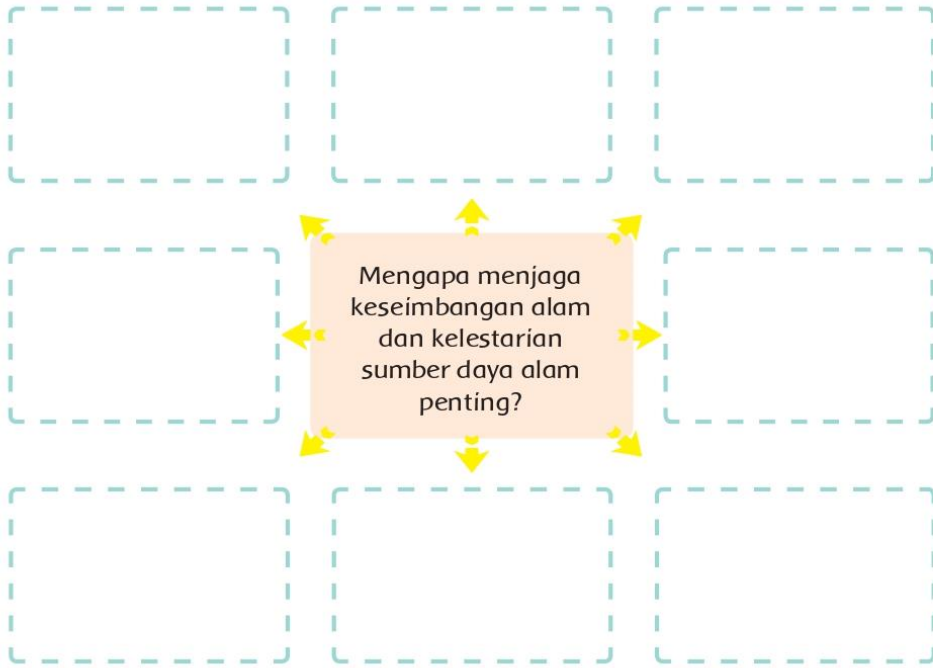 Mengapa menjaga
keseimbangan alam
dan kelestarian
sumber daya alam
penting?